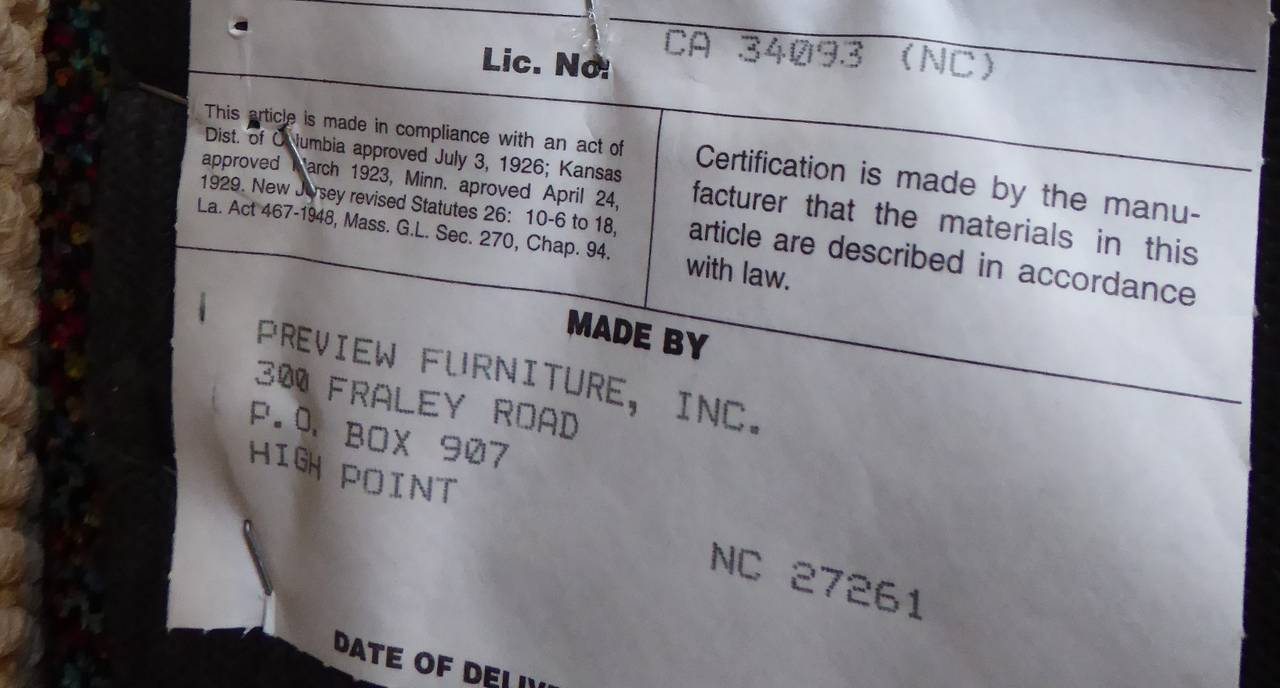 Lic. No: CA 34093 (NC)
This article is made in compliance with an act of
Dist. of Columbia approved July 3, 1926; Kansas
approved March 1923, Minn. aproved April 24,
1929. New Jersey revised Statutes 26: 10-6 to 18,
La. Act 467-1948, Mass. G.L. Sec. 270, Chap. 94.
Certification is made by the manu-
facturer that the materials in this
article are described in accordance
with law.
MADE BY
PREVIEW FURNITURE, INC.
300 FRALEY ROAD
P.O. BOX 907
HIGH POINT
NC 27261
DATE OF